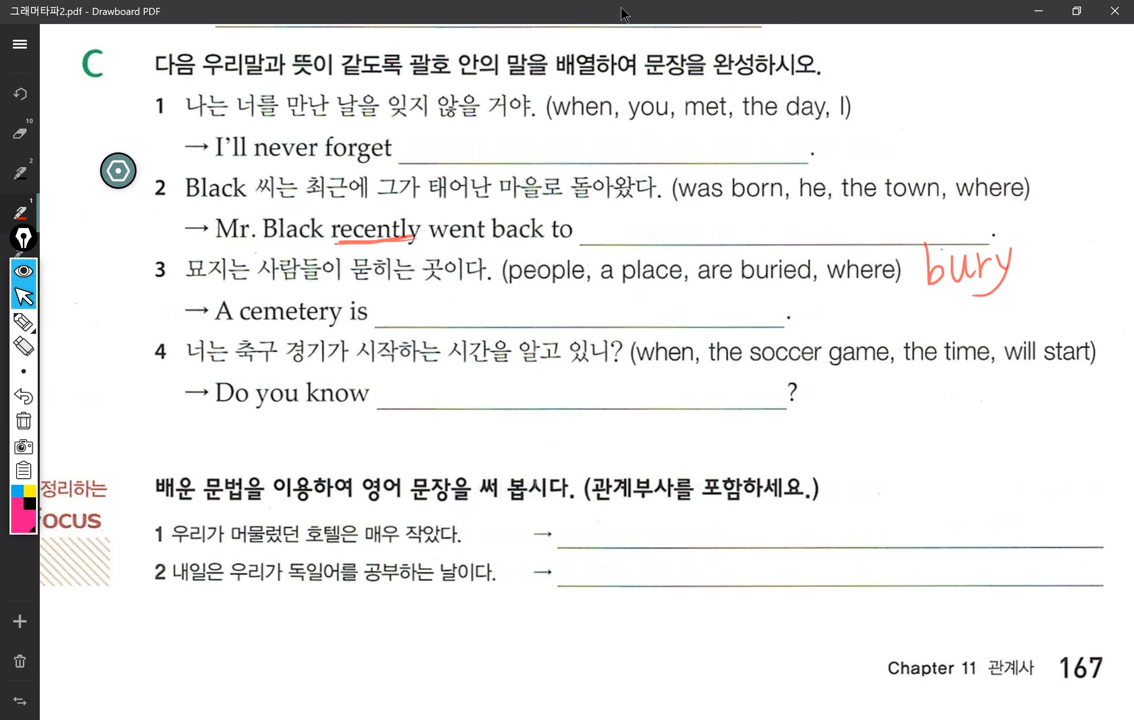 그래머타파2.pdf - Drawboard PDF
C 다음 우리말과 뜻이 같도록 괄호 안의 말을 배열하여 문장을 완성하시오.
1 나는 너를 만난 날을 잊지 않을 거야. (when, you, met, the day, I)
→ I'll never forget .
2 Black 씨는 최근에 그가 태어난 마을로 돌아왔다. (was born, he, the town, where)
→ Mr. Black recently went back to .
3 묘지는 사람들이 묻히는 곳이다. (people, a place, are buried, where) bury
→ A cemetery is .
4 너는 축구 경기가 시작하는 시간을 알고 있니? (when, the soccer game, the time, will start)
→ Do you know ?
정리하는
FOCUS
배운 문법을 이용하여 영어 문장을 써 봅시다. (관계부사를 포함하세요.)
1 우리가 머물렀던 호텔은 매우 작았다. →
2 내일은 우리가 독일어를 공부하는 날이다. →
Chapter 11 관계사 167
10
2
1